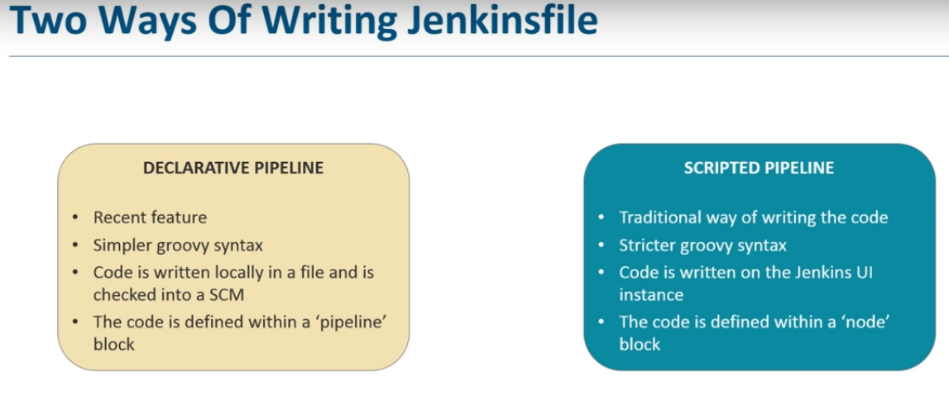 Two Ways Of Writing Jenkinsfile
DECLARATIVE PIPELINE
• Recent feature
• Simpler groovy syntax
• Code is written locally in a file and is
checked into a SCM
• The code is defined within a ‘pipeline’
block
SCRIPTED PIPELINE
• Traditional way of writing the code
• Stricter groovy syntax
• Code is written on the Jenkins UI
instance
• The code is defined within a ‘node’
block